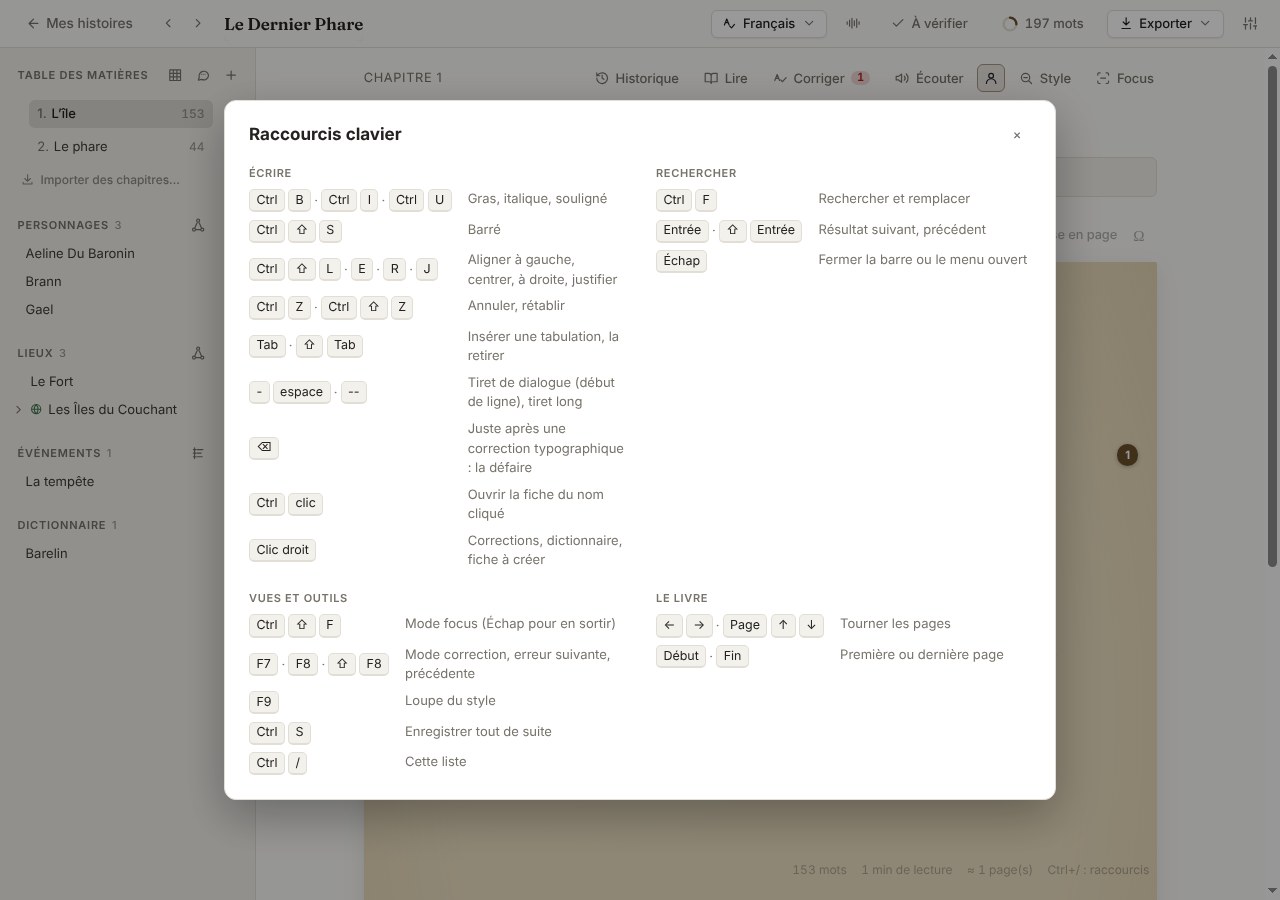 Mes histoires
Le Dernier Phare
Français
À vérifier
197 mots
Exporter
TABLE DES MATIÈRES
1. L'île 153
2. Le phare 44
Importer des chapitres...
PERSONNAGES 3
Aeline Du Baronin
Brann
Gael
LIEUX 3
Le Fort
Les Îles du Couchant
ÉVÉNEMENTS 1
La tempête
DICTIONNAIRE 1
Barelin
CHAPITRE 1
Historique
Lire
Corriger 1
Écouter
Style
Focus
e en page Ω
1
Raccourcis clavier ×
ÉCRIRE
Ctrl B · Ctrl I · Ctrl U Gras, italique, souligné
Ctrl ⇧ S Barré
Ctrl ⇧ L · E · R · J Aligner à gauche,
centrer, à droite, justifier
Ctrl Z · Ctrl ⇧ Z Annuler, rétablir
Tab · ⇧ Tab Insérer une tabulation, la
retirer
- espace · -- Tiret de dialogue (début
de ligne), tiret long
⌫ Juste après une
correction typographique
: la défaire
Ctrl clic Ouvrir la fiche du nom
cliqué
Clic droit Corrections, dictionnaire,
fiche à créer
RECHERCHER
Ctrl F Rechercher et remplacer
Entrée · ⇧ Entrée Résultat suivant, précédent
Échap Fermer la barre ou le menu ouvert
VUES ET OUTILS
Ctrl ⇧ F Mode focus (Échap pour en sortir)
F7 · F8 · ⇧ F8 Mode correction, erreur suivante,
précédente
F9 Loupe du style
Ctrl S Enregistrer tout de suite
Ctrl / Cette liste
LE LIVRE
← → · Page ↑ ↓ Tourner les pages
Début · Fin Première ou dernière page
153 mots 1 min de lecture ≈ 1 page(s) Ctrl+/ : raccourcis